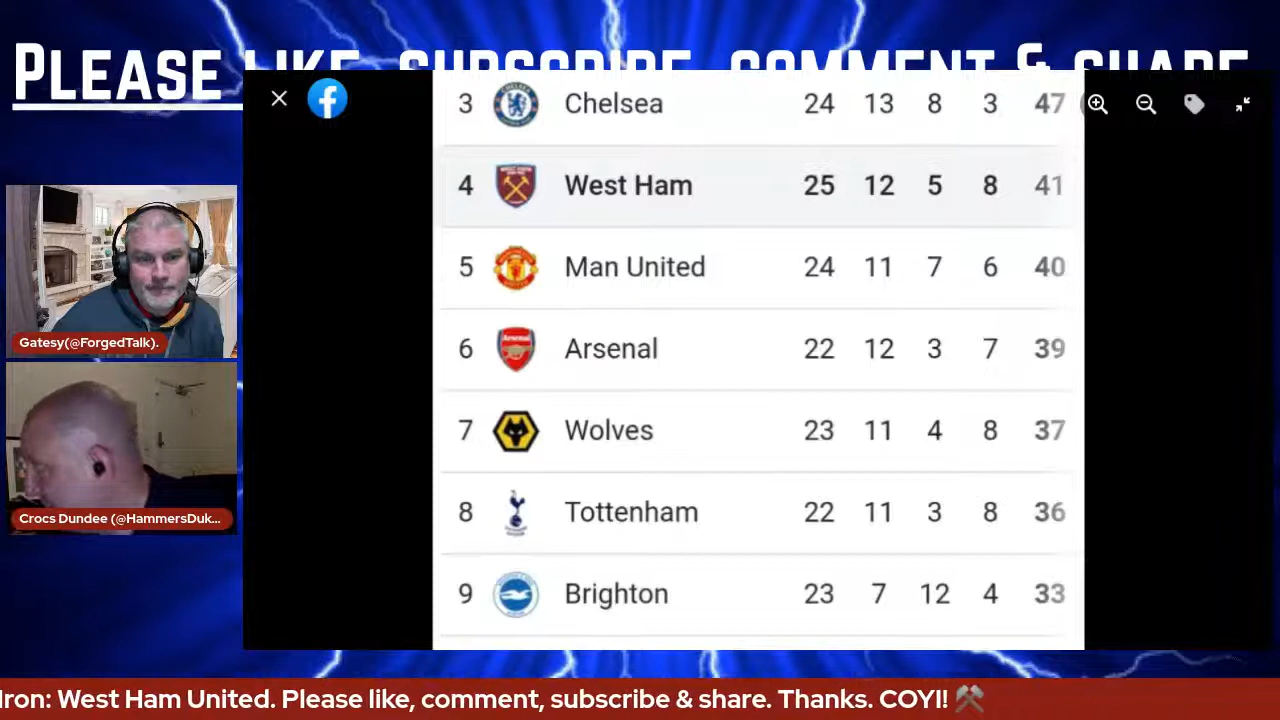 PLEASE LIKE, SUBSCRIBE, COMMENT & SHARE
3 Chelsea 24 13 8 3 47
4 West Ham 25 12 5 8 41
5 Man United 24 11 7 6 40
6 Arsenal 22 12 3 7 39
7 Wolves 23 11 4 8 37
8 Tottenham 22 11 3 8 36
9 Brighton 23 7 12 4 33
Gatesy(@ForgedTalk).
Crocs Dundee (@HammersDuk...
Iron: West Ham United. Please like, comment, subscribe & share. Thanks. COYI! ⚒